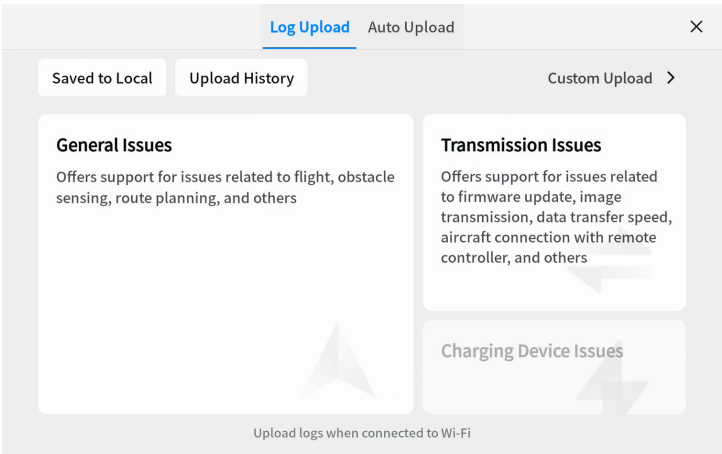 Log Upload
Auto Upload
Saved to Local
Upload History
Custom Upload
General Issues
Offers support for issues related to flight, obstacle
sensing, route planning, and others
Transmission Issues
Offers support for issues related
to firmware update, image
transmission, data transfer speed,
aircraft connection with remote
controller, and others
Charging Device Issues
Upload logs when connected to Wi-Fi